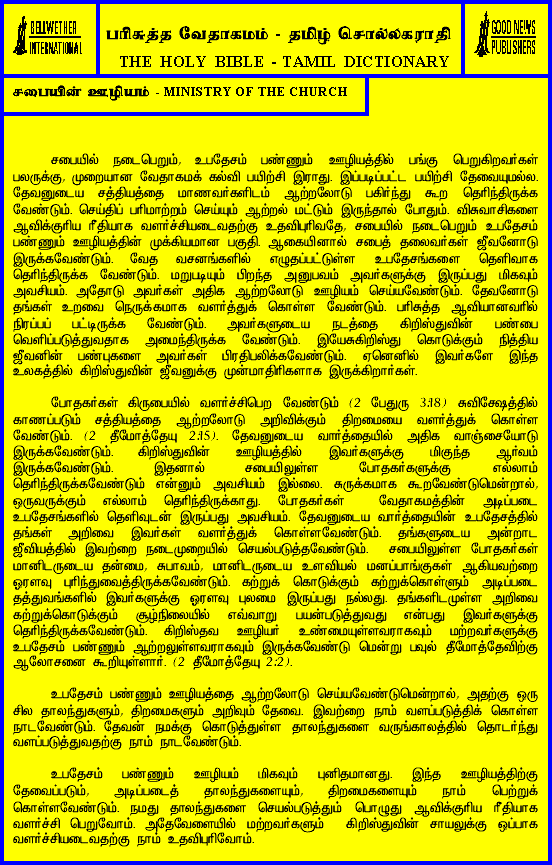 BELLWETHER
INTERNATIONAL
பரிசுத்த வேதாகமம் - தமிழ் சொல்லகராதி
THE HOLY BIBLE - TAMIL DICTIONARY
GOOD NEWS
PUBLISHERS
சபையின் ஊழியம் - MINISTRY OF THE CHURCH
சபையில் நடைபெறும், உபதேசம் பண்ணும் ஊழியத்தில் பங்கு பெறுகிறவர்கள்
பலருக்கு, முறையான வேதாகமக் கல்வி பயிற்சி இராது. இப்படிப்பட்ட பயிற்சி தேவையுமல்ல.
தேவனுடைய சத்தியத்தை மாணவர்களிடம் ஆற்றலோடு பகிர்ந்து கூற தெரிந்திருக்க
வேண்டும். செய்திப் பரிமாற்றம் செய்யும் ஆற்றல் மட்டும் இருந்தால் போதும். விசுவாசிகளை
ஆவிக்குரிய ரீதியாக வளர்ச்சியடைவதற்கு உதவிபுரிவதே, சபையில் நடைபெறும் உபதேசம்
பண்ணும் ஊழியத்தின் முக்கியமான பகுதி. ஆகையினால் சபைத் தலைவர்கள் ஜீவனோடு
இருக்கவேண்டும். வேத வசனங்களில் எழுதப்பட்டுள்ள உபதேசங்களை தெளிவாக
தெரிந்திருக்க வேண்டும். மறுபடியும் பிறந்த அனுபவம் அவர்களுக்கு இருப்பது மிகவும்
அவசியம். அதோடு அவர்கள் அதிக ஆற்றலோடு ஊழியம் செய்யவேண்டும். தேவனோடு
தங்கள் உறவை நெருக்கமாக வளர்த்துக் கொள்ள வேண்டும். பரிசுத்த ஆவியானவரில்
நிரப்பப் பட்டிருக்க வேண்டும். அவர்களுடைய நடத்தை கிறிஸ்துவின் பண்பை
வெளிப்படுத்துவதாக அமைந்திருக்க வேண்டும். இயேசுகிறிஸ்து கொடுக்கும் நித்திய
ஜீவனின் பண்புகளை அவர்கள் பிரதிபலிக்கவேண்டும். ஏனெனில் இவர்களே இந்த
உலகத்தில் கிறிஸ்துவின் ஜீவனுக்கு முன்மாதிரிகளாக இருக்கிறார்கள்.
போதகர்கள் கிருபையில் வளர்ச்சிபெற வேண்டும் (2 பேதுரு 3:18) சுவிசேஷத்தில்
காணப்படும் சத்தியத்தை ஆற்றலோடு அறிவிக்கும் திறமையை வளர்த்துக் கொள்ள
வேண்டும். (2 தீமோத்தேயு 2:15). தேவனுடைய வார்த்தையில் அதிக வாஞ்சையோடு
இருக்கவேண்டும். கிறிஸ்துவின் ஊழியத்தில் இவர்களுக்கு மிகுந்த ஆர்வம்
இருக்கவேண்டும். இதனால் சபையிலுள்ள போதகர்களுக்கு எல்லாம்
தெரிந்திருக்கவேண்டும் என்னும் அவசியம் இல்லை. சுருக்கமாக கூறவேண்டுமென்றால்,
ஒருவருக்கும் எல்லாம் தெரிந்திருக்காது. போதகர்கள் வேதாகமத்தின் அடிப்படை
உபதேசங்களில் தெளிவுடன் இருப்பது அவசியம். தேவனுடைய வார்த்தையின் உபதேசத்தில்
தங்கள் அறிவை இவர்கள் வளர்த்துக் கொள்ளவேண்டும். தங்களுடைய அன்றாட
ஜீவியத்தில் இவற்றை நடைமுறையில் செயல்படுத்தவேண்டும். சபையிலுள்ள போதகர்கள்
மானிடருடைய தன்மை, சுபாவம், மானிடருடைய உளவியல் மனப்பாங்குகள் ஆகியவற்றை
ஓரளவு புரிந்துவைத்திருக்கவேண்டும். கற்றுக் கொடுக்கும் கற்றுக்கொள்ளும் அடிப்படை
தத்துவங்களில் இவர்களுக்கு ஓரளவு புலமை இருப்பது நல்லது. தங்களிடமுள்ள அறிவை
கற்றுக்கொடுக்கும் சூழ்நிலையில் எவ்வாறு பயன்படுத்துவது என்பது இவர்களுக்கு
தெரிந்திருக்கவேண்டும். கிறிஸ்தவ ஊழியர் உண்மையுள்ளவராகவும் மற்றவர்களுக்கு
உபதேசம் பண்ணும் ஆற்றலுள்ளவராகவும் இருக்கவேண்டு மென்று பவுல் தீமோத்தேவிற்கு
ஆலோசனை கூறியுள்ளார். (2 தீமோத்தேயு 2:2).
உபதேசம் பண்ணும் ஊழியத்தை ஆற்றலோடு செய்யவேண்டுமென்றால், அதற்கு ஒரு
சில தாலந்துகளும், திறமைகளும் அறிவும் தேவை. இவற்றை நாம் வளப்படுத்திக் கொள்ள
நாடவேண்டும். தேவன் நமக்கு கொடுத்துள்ள தாலந்துகளை வருங்காலத்தில் தொடர்ந்து
வளப்படுத்துவதற்கு நாம் நாடவேண்டும்.
உபதேசம் பண்ணும் ஊழியம் மிகவும் புனிதமானது. இந்த ஊழியத்திற்கு
தேவைப்படும், அடிப்படைத் தாலந்துகளையும், திறமைகளையும் நாம் பெற்றுக்
கொள்ளவேண்டும். நமது தாலந்துகளை செயல்படுத்தும் பொழுது ஆவிக்குரிய ரீதியாக
வளர்ச்சி பெறுவோம். அதேவேளையில் மற்றவர்களும் கிறிஸ்துவின் சாயலுக்கு ஒப்பாக
வளர்ச்சியடைவதற்கு நாம் உதவிபுரிவோம்.